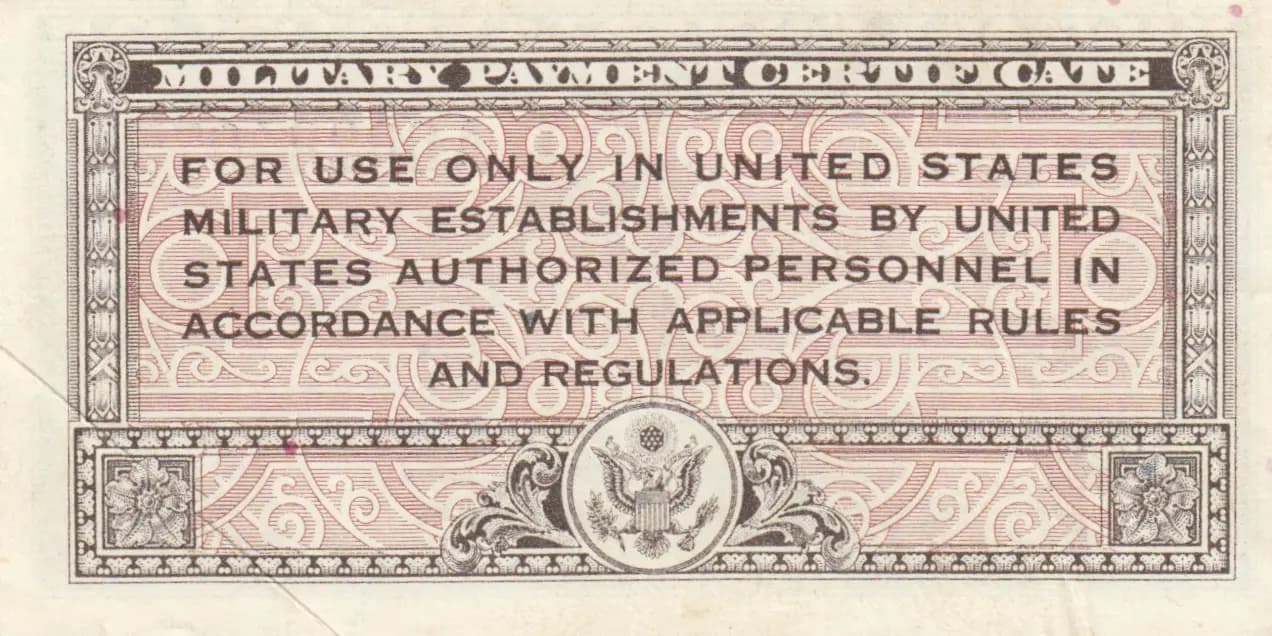 MILITARY PAYMENT CERTIFICATE
FOR USE ONLY IN UNITED STATES
MILITARY ESTABLISHMENTS BY UNITED
STATES AUTHORIZED PERSONNEL IN
ACCORDANCE WITH APPLICABLE RULES
AND REGULATIONS.